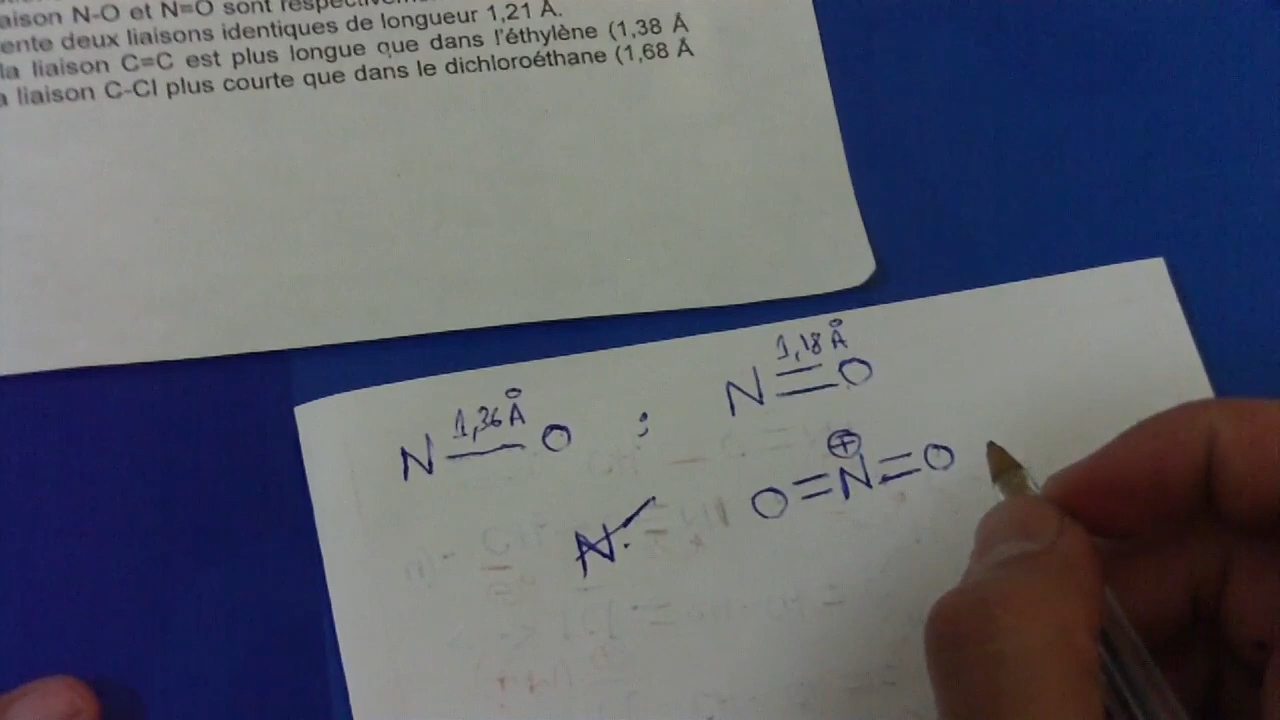 aison N-O et N=O sont
ente deux liaisons identiques de longueur 1,21 Å.
la liaison C=C est plus longue que dans l'éthylène (1,38 Å
a liaison C-Cl plus courte que dans le dichloroéthane (1,68 Å
N 1,36 Å O ; N 1,18 Å = O
O=N⊕=O
N